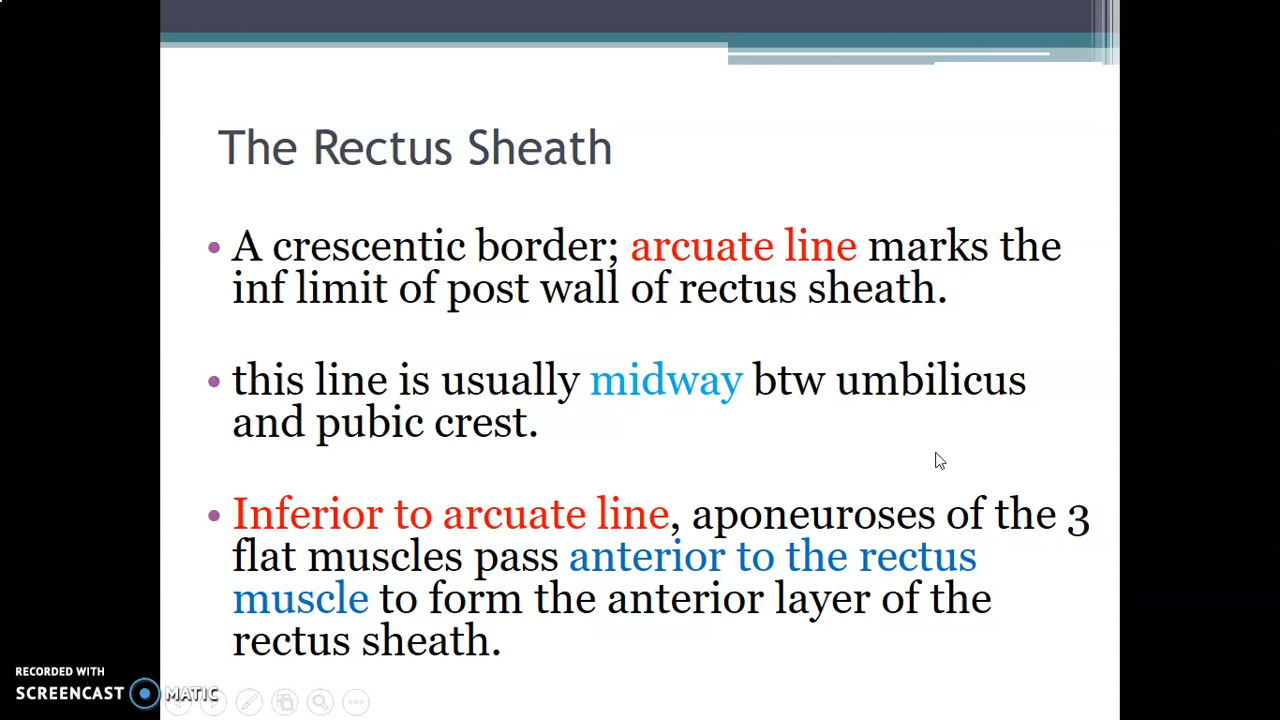 The Rectus Sheath
• A crescentic border; arcuate line marks the
inf limit of post wall of rectus sheath.
• this line is usually midway btw umbilicus
and pubic crest.
• Inferior to arcuate line, aponeuroses of the 3
flat muscles pass anterior to the rectus
muscle to form the anterior layer of the
rectus sheath.
RECORDED WITH
SCREENCAST MATIC